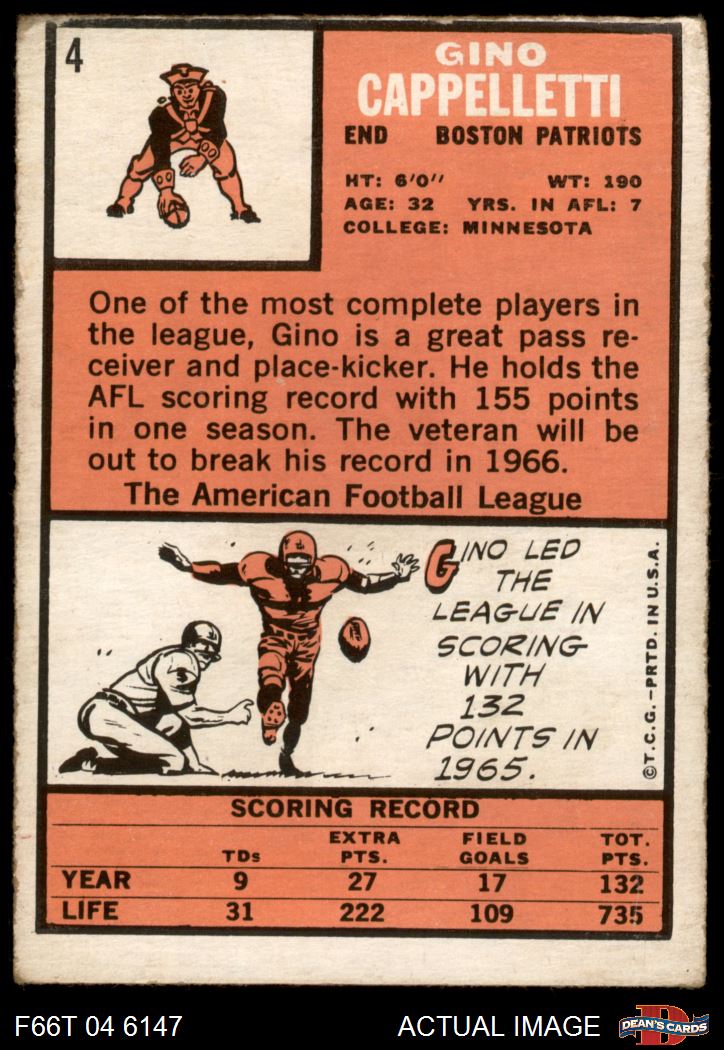 4
GINO
CAPPELLETTI
END BOSTON PATRIOTS
HT: 6'0" WT: 190
AGE: 32 YRS. IN AFL: 7
COLLEGE: MINNESOTA
One of the most complete players in
the league, Gino is a great pass re-
ceiver and place-kicker. He holds the
AFL scoring record with 155 points
in one season. The veteran will be
out to break his record in 1966.
The American Football League
GINO LED
THE
LEAGUE IN
SCORING
WITH
132
POINTS IN
1965.
©T.C.G.–PRTD. IN U.S.A.
SCORING RECORD
TDs EXTRA PTS. FIELD GOALS TOT. PTS.
YEAR 9 27 17 132
LIFE 31 222 109 735
F66T 04 6147 ACTUAL IMAGE
D
DEAN'S CARDS